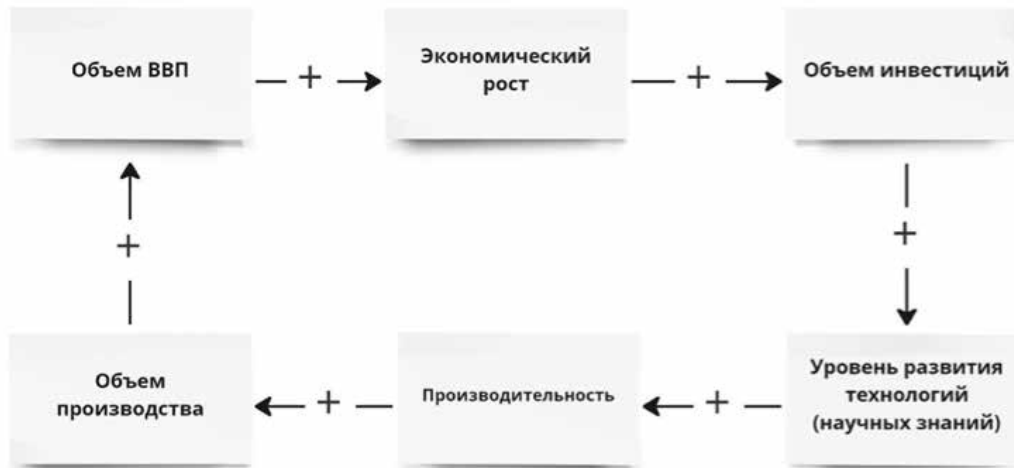 Объем ВВП
+
Экономический
рост
+
Объем инвестиций
+
+
Объем
производства
+
Производительность
+
Уровень развития
технологий
(научных знаний)